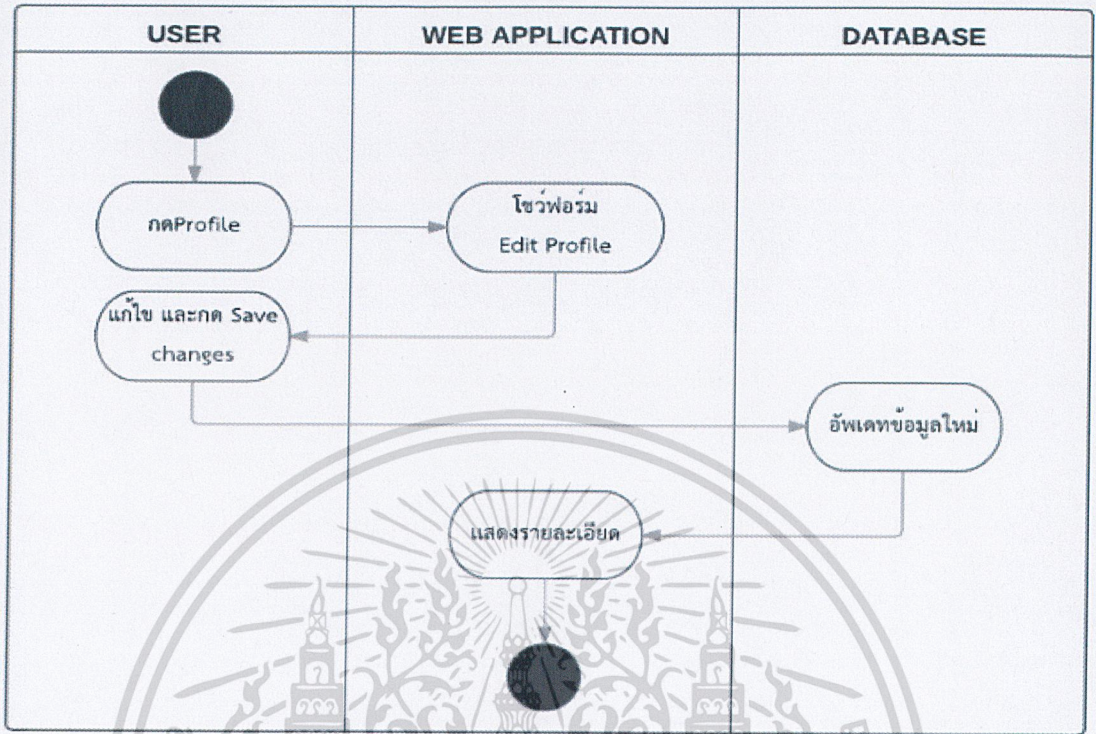 USER
WEB APPLICATION
DATABASE
กดProfile
โชว์ฟอร์ม
Edit Profile
แก้ไข และกด Save
changes
อัพเดทข้อมูลใหม่
แสดงรายละเอียด